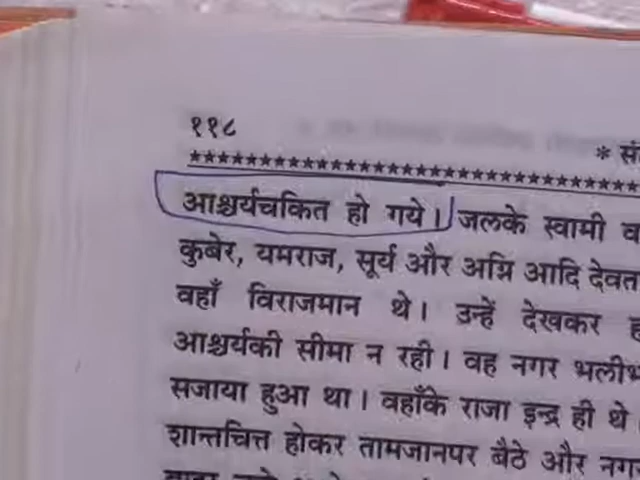 ११८
* सं
************************************
आश्चर्यचकित हो गये। जलके स्वामी
कुबेर, यमराज, सूर्य और अग्नि आदि
वहाँ विराजमान थे। उन्हें देखकर
आश्चर्यकी सीमा न रही। वह नगर
सजाया हुआ था। वहाँके राजा इन्द्र ही थे
शान्तचित्त होकर तामजानपर बैठे और